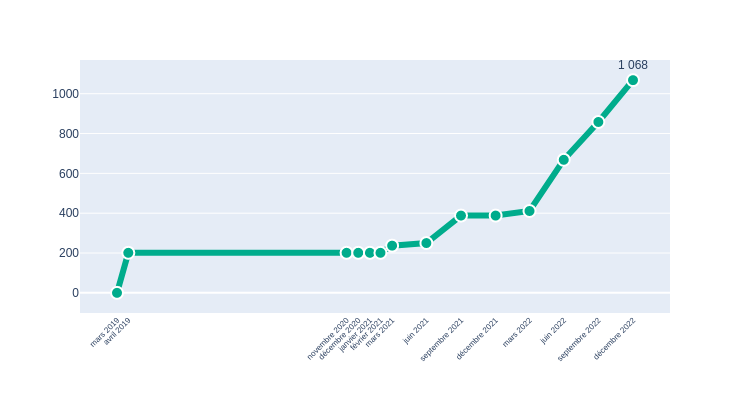 1 068
1000
800
600
400
200
0
mars 2019
avril 2019
novembre 2020
décembre 2020
janvier 2021
février 2021
mars 2021
juin 2021
septembre 2021
décembre 2021
mars 2022
juin 2022
septembre 2022
décembre 2022